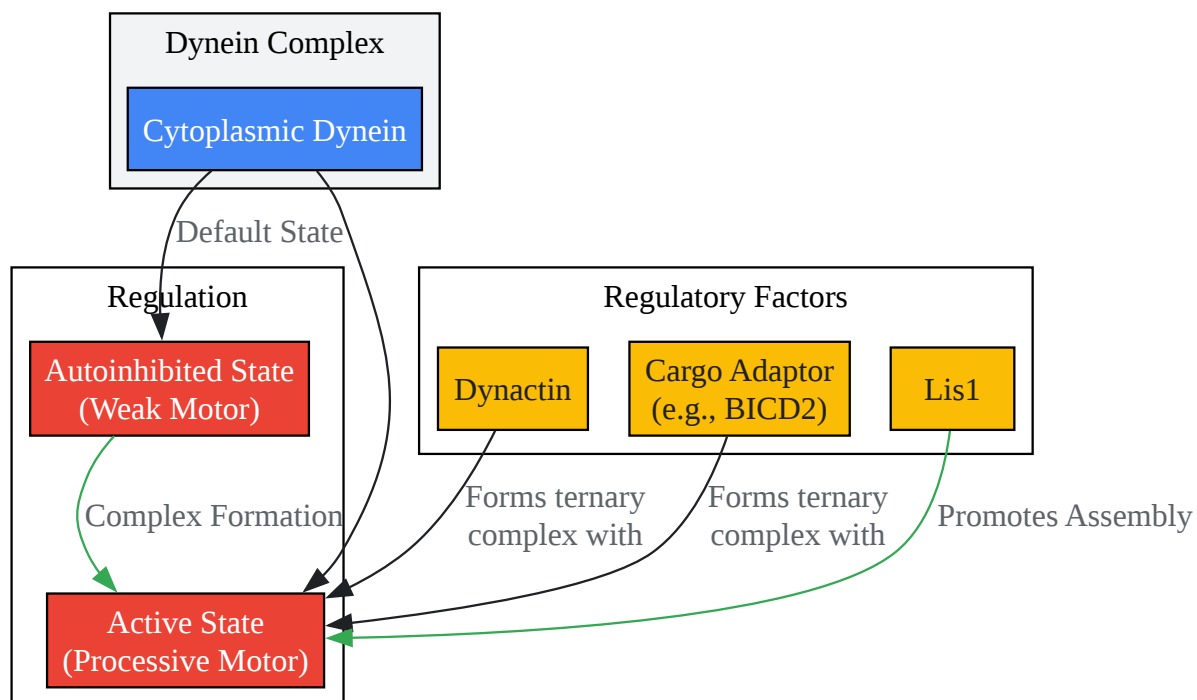 Dynein Complex
Cytoplasmic Dynein
Default State
Regulation
Regulatory Factors
Autoinhibited State
(Weak Motor)
Dynactin
Cargo Adaptor
(e.g., BICD2)
Lis1
Complex Formation
Forms ternary
complex with
Forms ternary
complex with
Promotes Assembly
Active State
(Processive Motor)